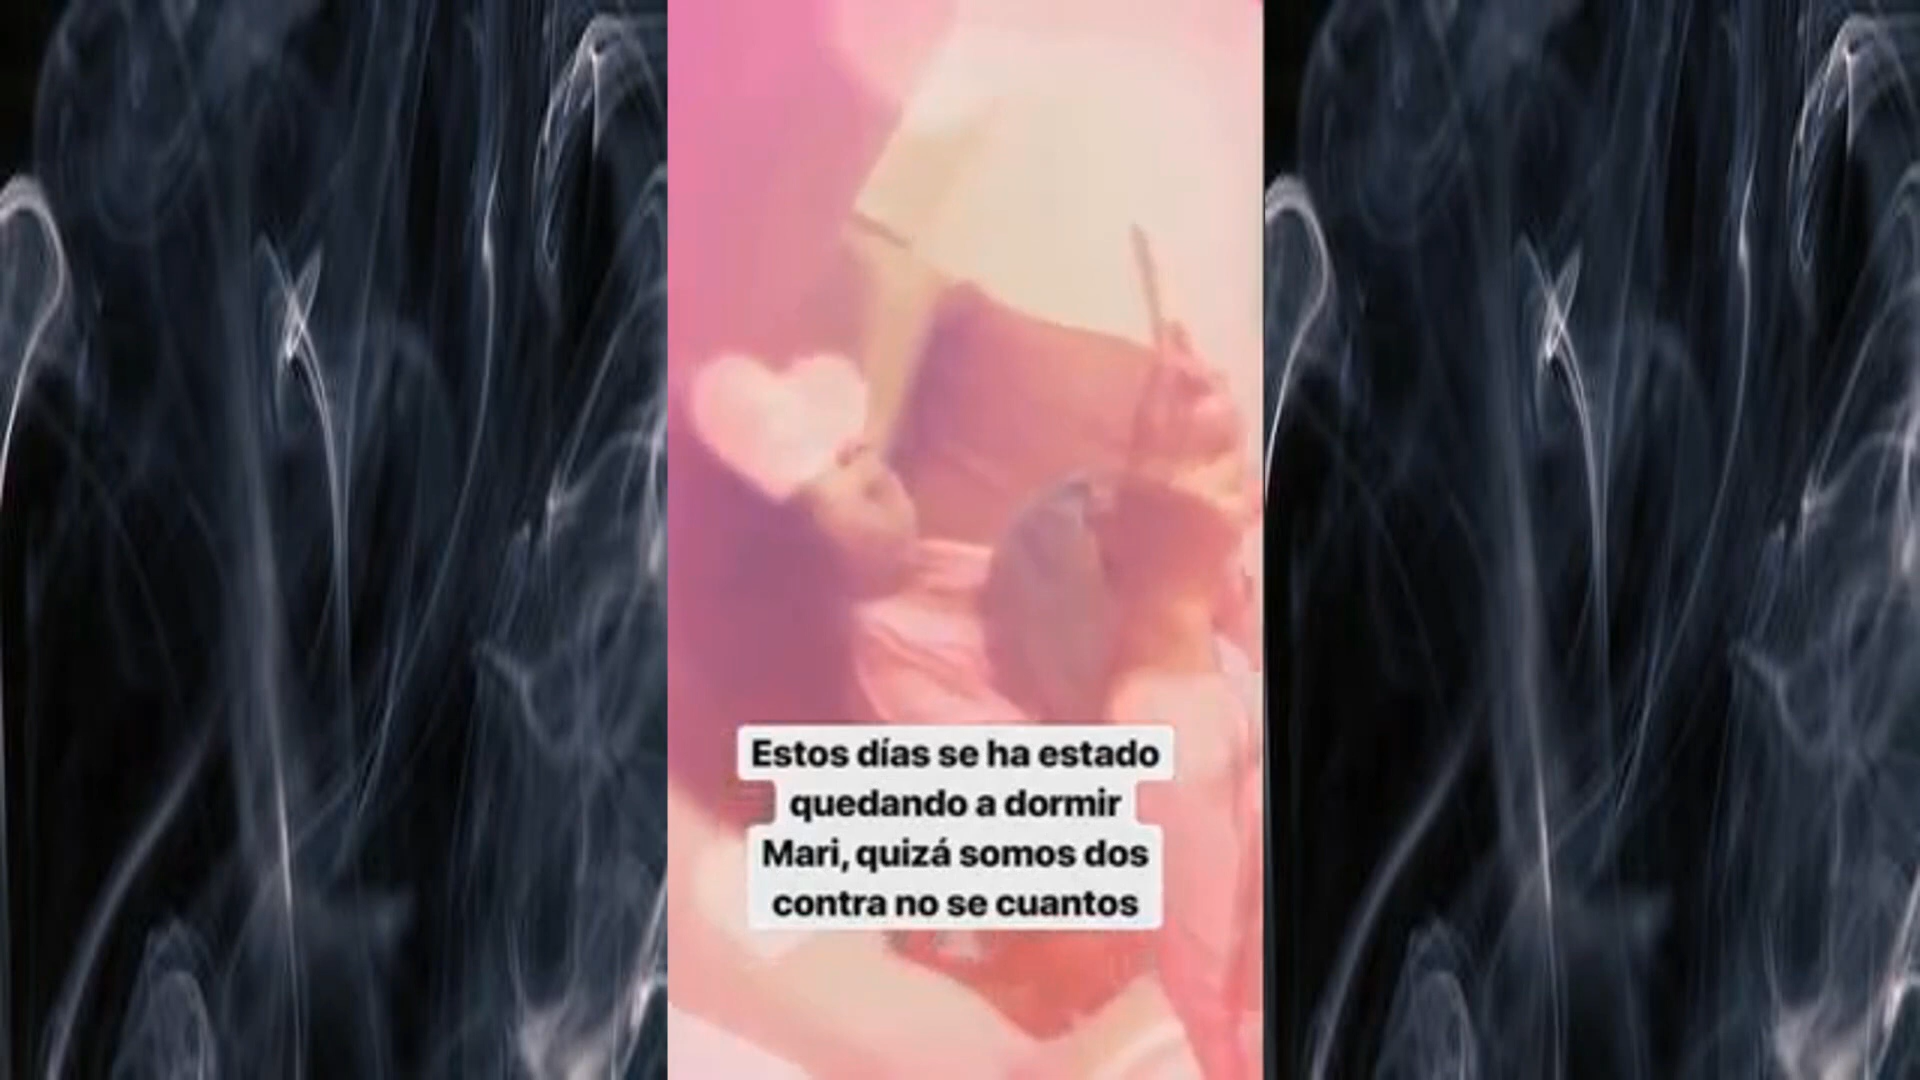 Estos días se ha estado
quedando a dormir
Mari, quizá somos dos
contra no se cuantos